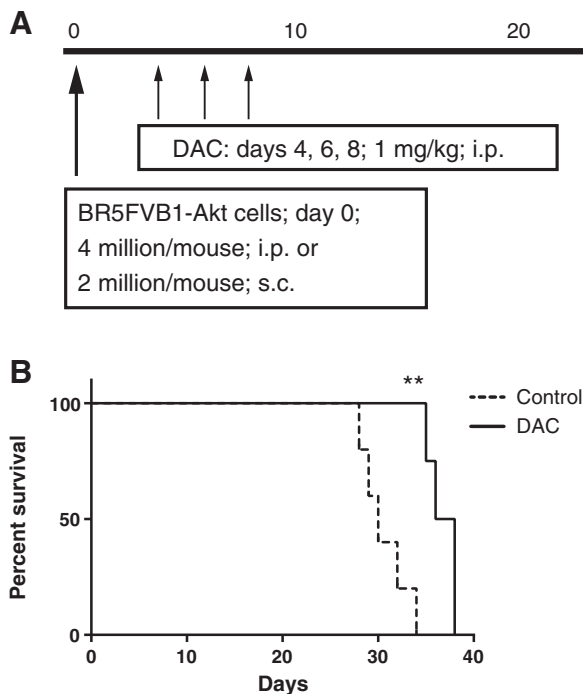 A
0 10 20
DAC: days 4, 6, 8; 1 mg/kg; i.p.
BR5FVB1-Akt cells; day 0;
4 million/mouse; i.p. or
2 million/mouse; s.c.
B
**
Control
DAC
100
50
0
Percent survival
0 10 20 30 40
Days